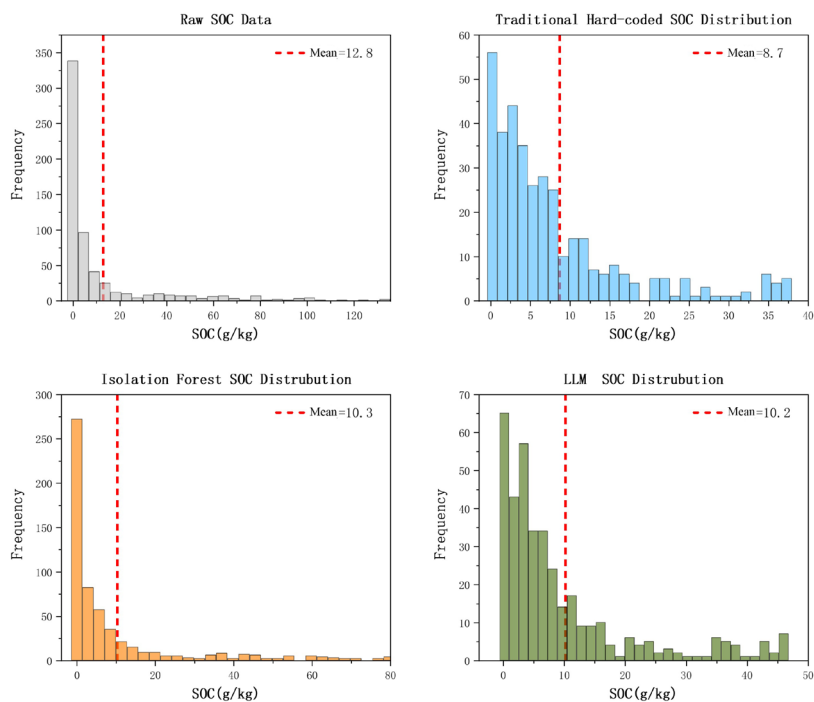 Raw SOC Data
Mean=12.8
350
300
250
200
150
100
50
0
Frequency
0 20 40 60 80 100 120
SOC(g/kg)
Traditional Hard-coded SOC Distribution
Mean=8.7
60
50
40
30
20
10
0
Frequency
0 5 10 15 20 25 30 35 40
SOC(g/kg)
Isolation Forest SOC Distrubution
Mean=10.3
300
250
200
150
100
50
0
Frequency
0 20 40 60 80
SOC(g/kg)
LLM SOC Distrubution
Mean=10.2
70
60
50
40
30
20
10
0
Frequency
0 10 20 30 40 50
SOC(g/kg)